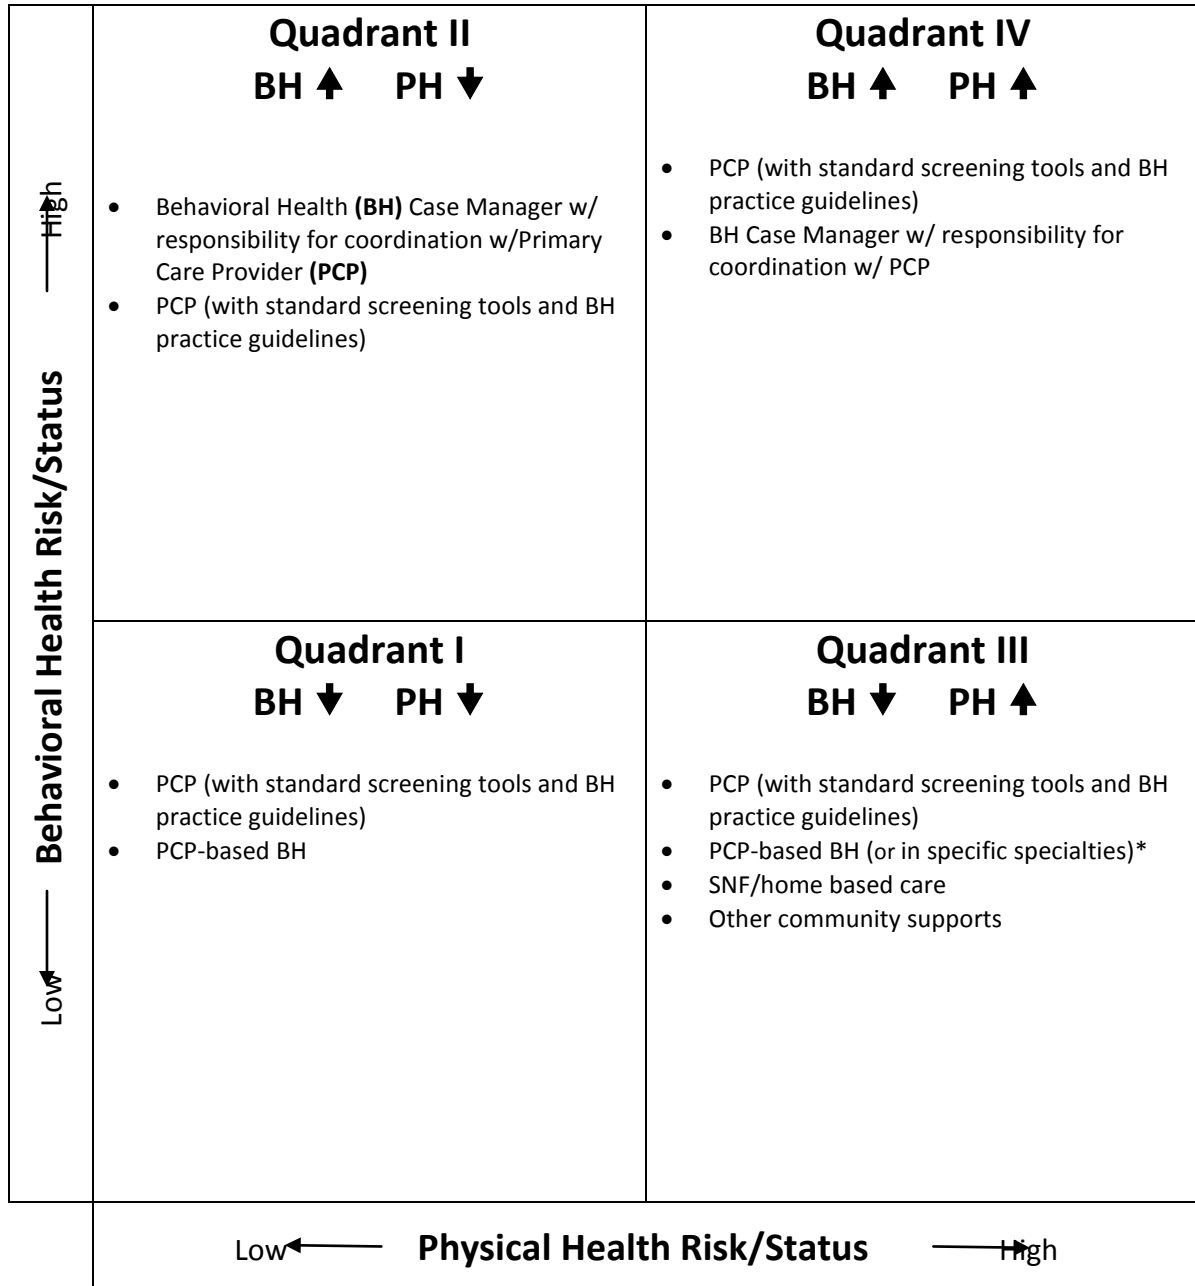 Quadrant II
BH ↑ PH ↓
• Behavioral Health (BH) Case Manager w/
responsibility for coordination w/Primary
Care Provider (PCP)
• PCP (with standard screening tools and BH
practice guidelines)
Quadrant IV
BH ↑ PH ↑
• PCP (with standard screening tools and BH
practice guidelines)
• BH Case Manager w/ responsibility for
coordination w/ PCP
High
Behavioral Health Risk/Status
Low
Quadrant I
BH ↓ PH ↓
• PCP (with standard screening tools and BH
practice guidelines)
• PCP-based BH
Quadrant III
BH ↓ PH ↑
• PCP (with standard screening tools and BH
practice guidelines)
• PCP-based BH (or in specific specialties)*
• SNF/home based care
• Other community supports
Low Physical Health Risk/Status High